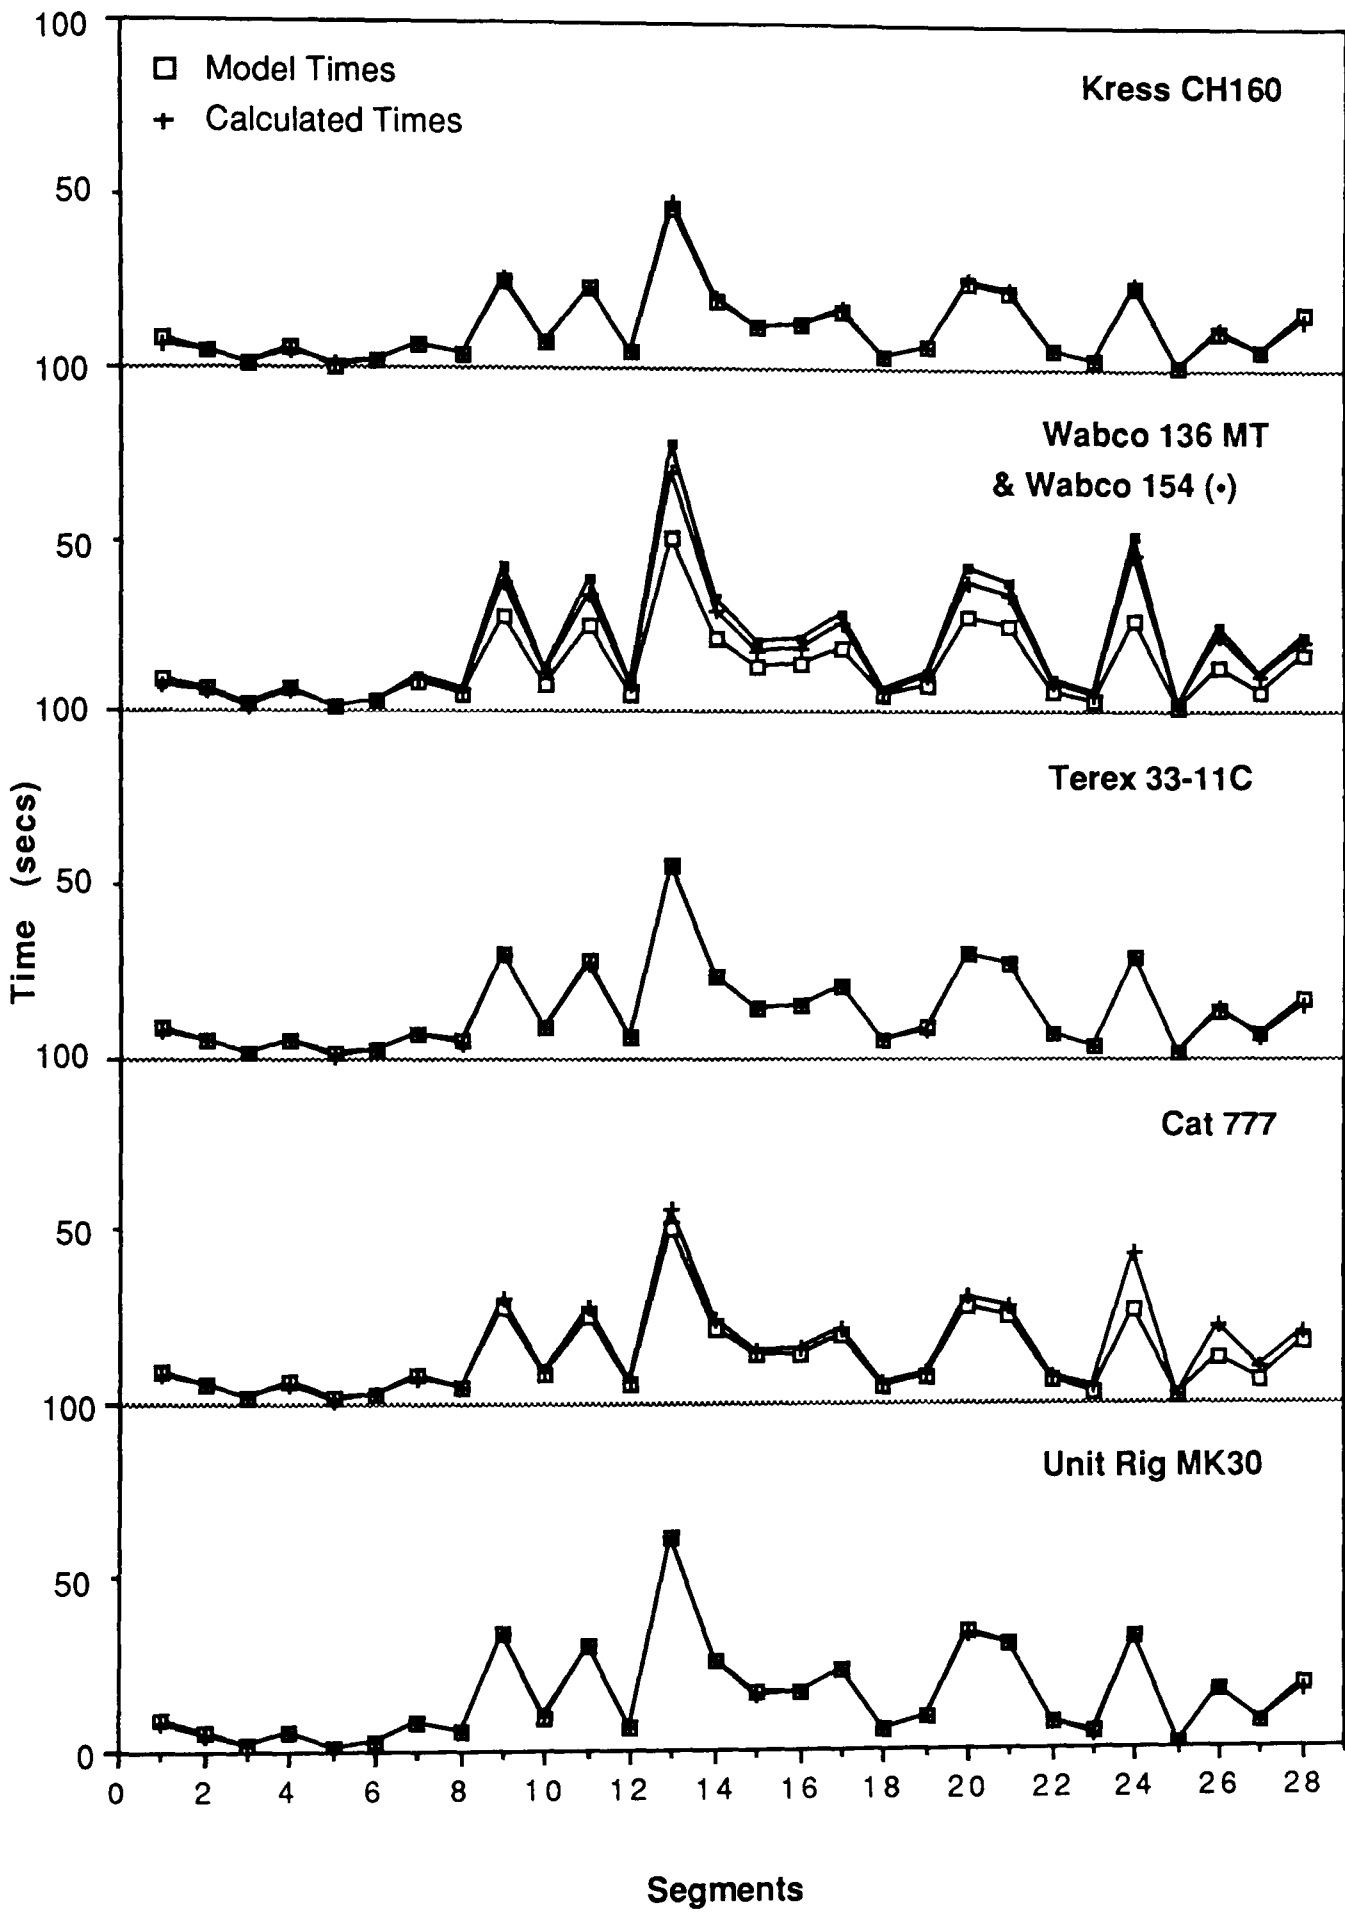 100
□ Model Times
+ Calculated Times
Kress CH160
50
100
Wabco 136 MT
& Wabco 154 (•)
50
100
Terex 33-11C
50
100
Cat 777
50
100
Unit Rig MK30
50
0
0 2 4 6 8 10 12 14 16 18 20 22 24 26 28
Time (secs)
Segments